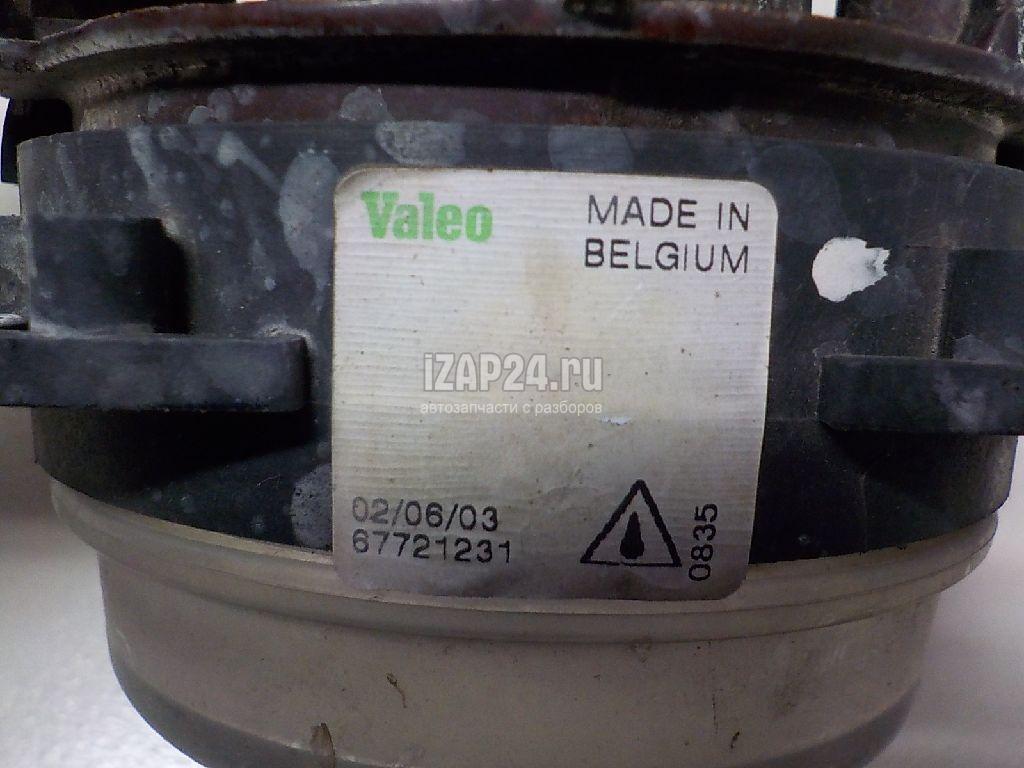 Valeo
MADE IN
BELGIUM
iZAP24.ru
автозапчасти с разборов
02/06/03
67721231
0835